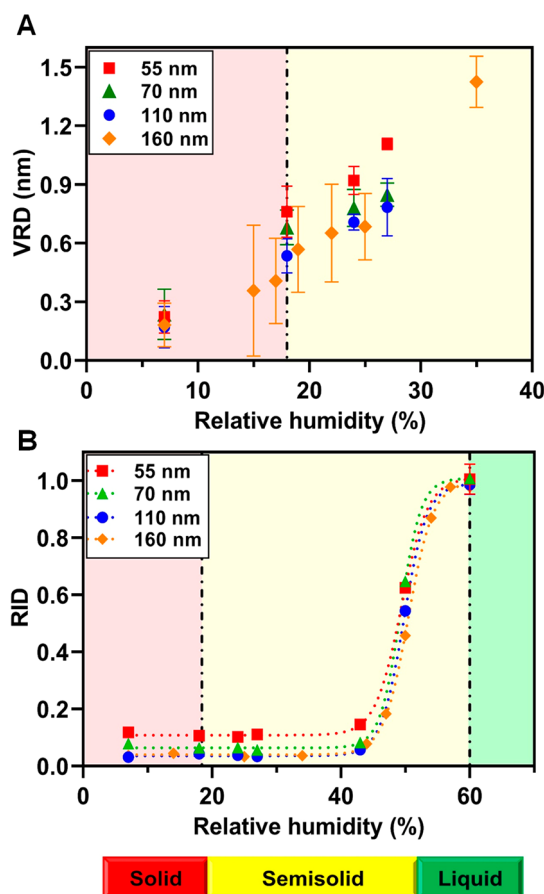 A
55 nm
70 nm
110 nm
160 nm
VRD (nm)
1.5
1.2
0.9
0.6
0.3
0.0
0 10 20 30 40
Relative humidity (%)
B
55 nm
70 nm
110 nm
160 nm
RID
1.0
0.8
0.6
0.4
0.2
0.0
0 20 40 60
Relative humidity (%)
Solid Semisolid Liquid